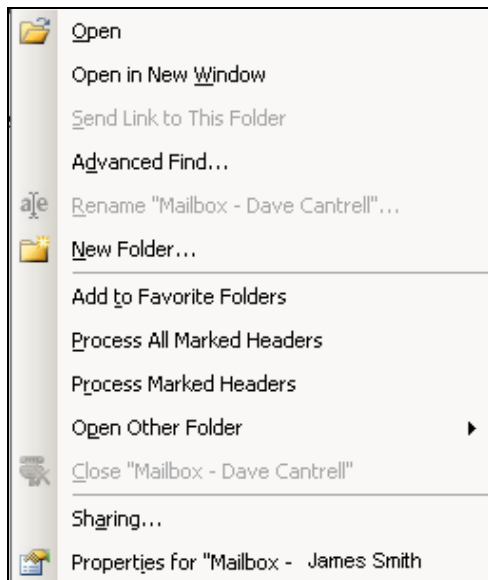 Open
Open in New Window
Send Link to This Folder
Advanced Find...
Rename "Mailbox - Dave Cantrell"...
New Folder...
Add to Favorite Folders
Process All Marked Headers
Process Marked Headers
Open Other Folder
Close "Mailbox - Dave Cantrell"
Sharing...
Properties for "Mailbox - James Smith